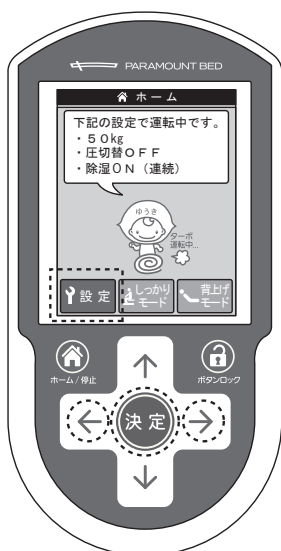 PARAMOUNT BED
ホーム
下記の設定で運転中です。
・50kg
・圧切替OFF
・除湿ON（連続）
ゆうき
ターボ
運転中...
設定
しっかり
モード
背上げ
モード
ホーム/停止
ボタンロック
決定